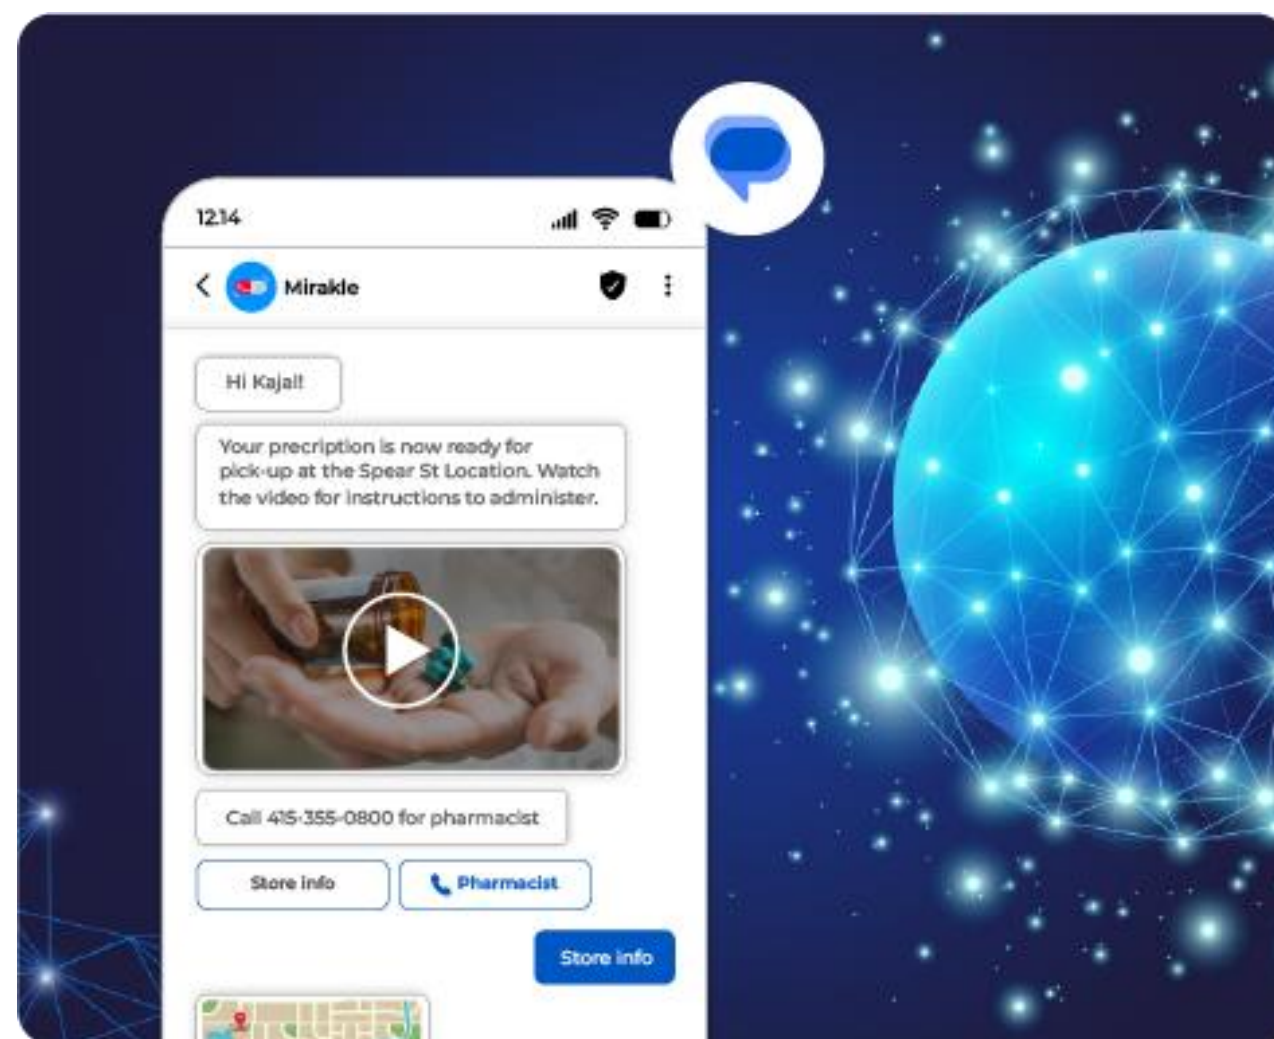 12.14
Mirakle
Hi Kajal!
Your precription is now ready for
pick-up at the Spear St Location. Watch
the video for instructions to administer.
Call 415-355-0800 for pharmacist
Store info
Pharmacist
Store info